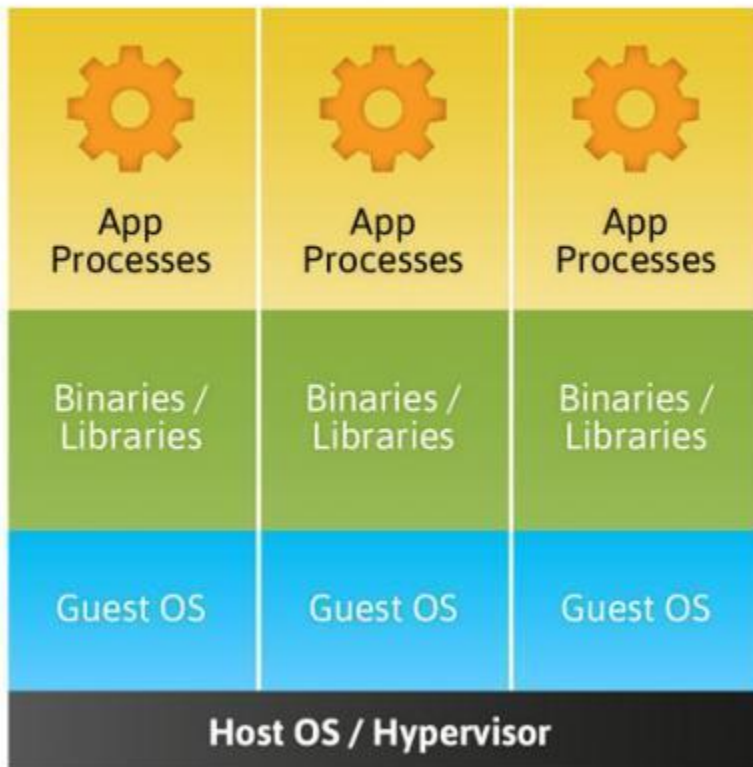 App
Processes
App
Processes
App
Processes
Binaries /
Libraries
Binaries /
Libraries
Binaries /
Libraries
Guest OS
Guest OS
Guest OS
Host OS / Hypervisor